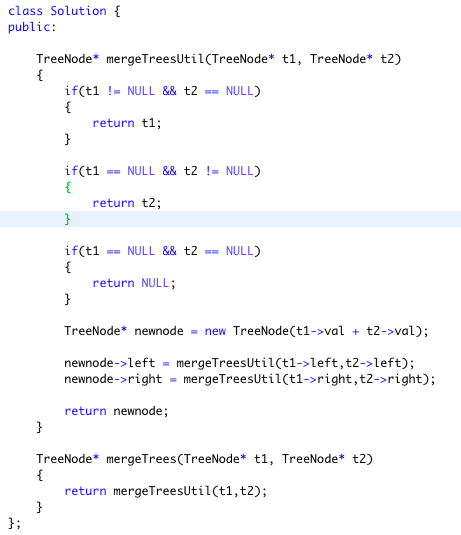 class Solution {
public:

    TreeNode* mergeTreesUtil(TreeNode* t1, TreeNode* t2)
    {
        if(t1 != NULL && t2 == NULL)
        {
            return t1;
        }

        if(t1 == NULL && t2 != NULL)
        {
            return t2;
        }

        if(t1 == NULL && t2 == NULL)
        {
            return NULL;
        }

        TreeNode* newnode = new TreeNode(t1->val + t2->val);

        newnode->left = mergeTreesUtil(t1->left,t2->left);
        newnode->right = mergeTreesUtil(t1->right,t2->right);

        return newnode;
    }

    TreeNode* mergeTrees(TreeNode* t1, TreeNode* t2)
    {
        return mergeTreesUtil(t1,t2);
    }
};